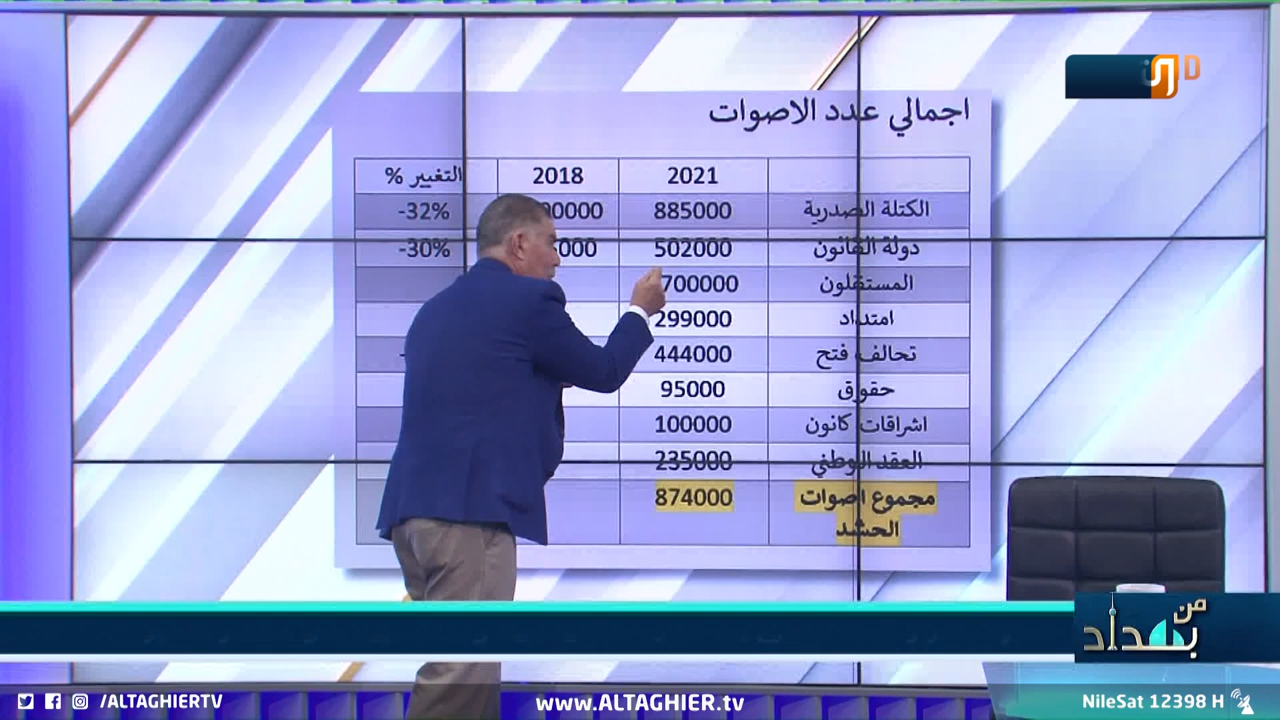 اجمالي عدد الاصوات
2021 2018 التغيير %
الكتلة الصدرية 885000 -32%
دولة القانون 502000 -30%
المستقلون 700000
امتداد 299000
تحالف فتح 444000
حقوق 95000
اشراقات كانون 100000
العقد الوطني 235000
مجموع اصوات 874000
الحشد
من
بغداد
/ALTAGHIERTV
www.ALTAGHIER.tv
NileSat 12398 H